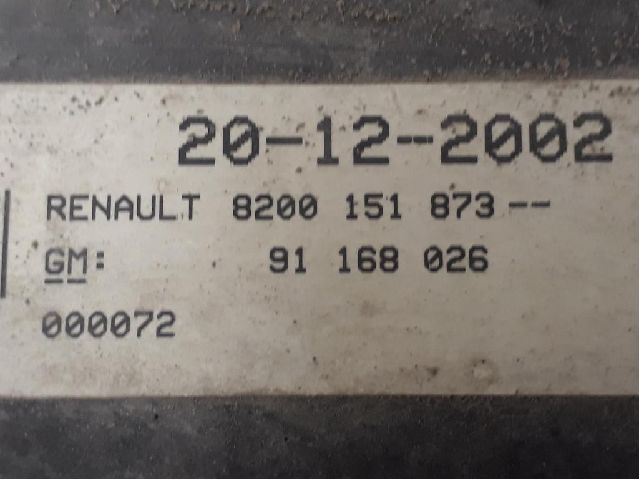 20-12-2002
RENAULT 8200 151 873--
GM: 91 168 026
000072